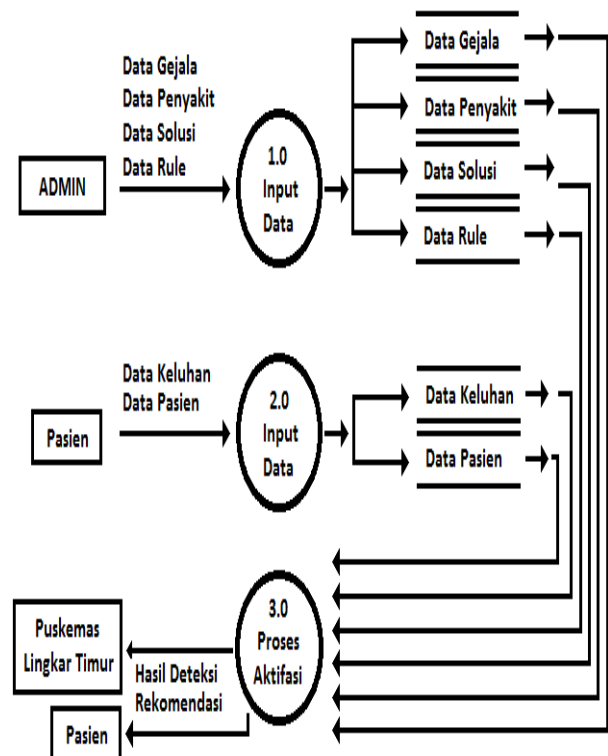 Data Gejala
Data Penyakit
Data Solusi
Data Rule
ADMIN
1.0
Input
Data
Data Gejala
Data Penyakit
Data Solusi
Data Rule
Data Keluhan
Data Pasien
Pasien
2.0
Input
Data
Data Keluhan
Data Pasien
3.0
Proses
Aktifasi
Puskemas
Lingkar Timur
Hasil Deteksi
Rekomendasi
Pasien